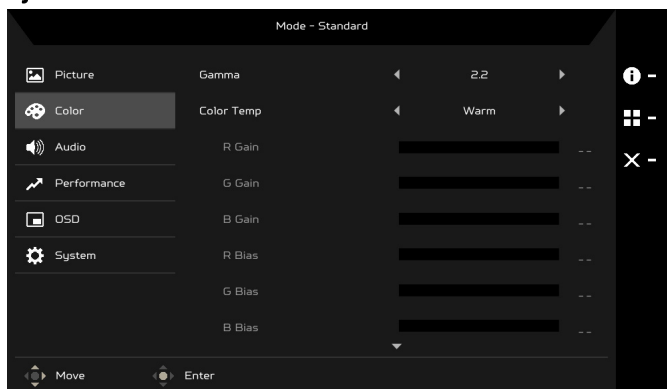 Mode - Standard
Picture
Gamma
2.2
Color
Color Temp
Warm
Audio
R Gain
--
Performance
G Gain
--
OSD
B Gain
--
System
R Bias
--
G Bias
--
B Bias
--
Move
Enter